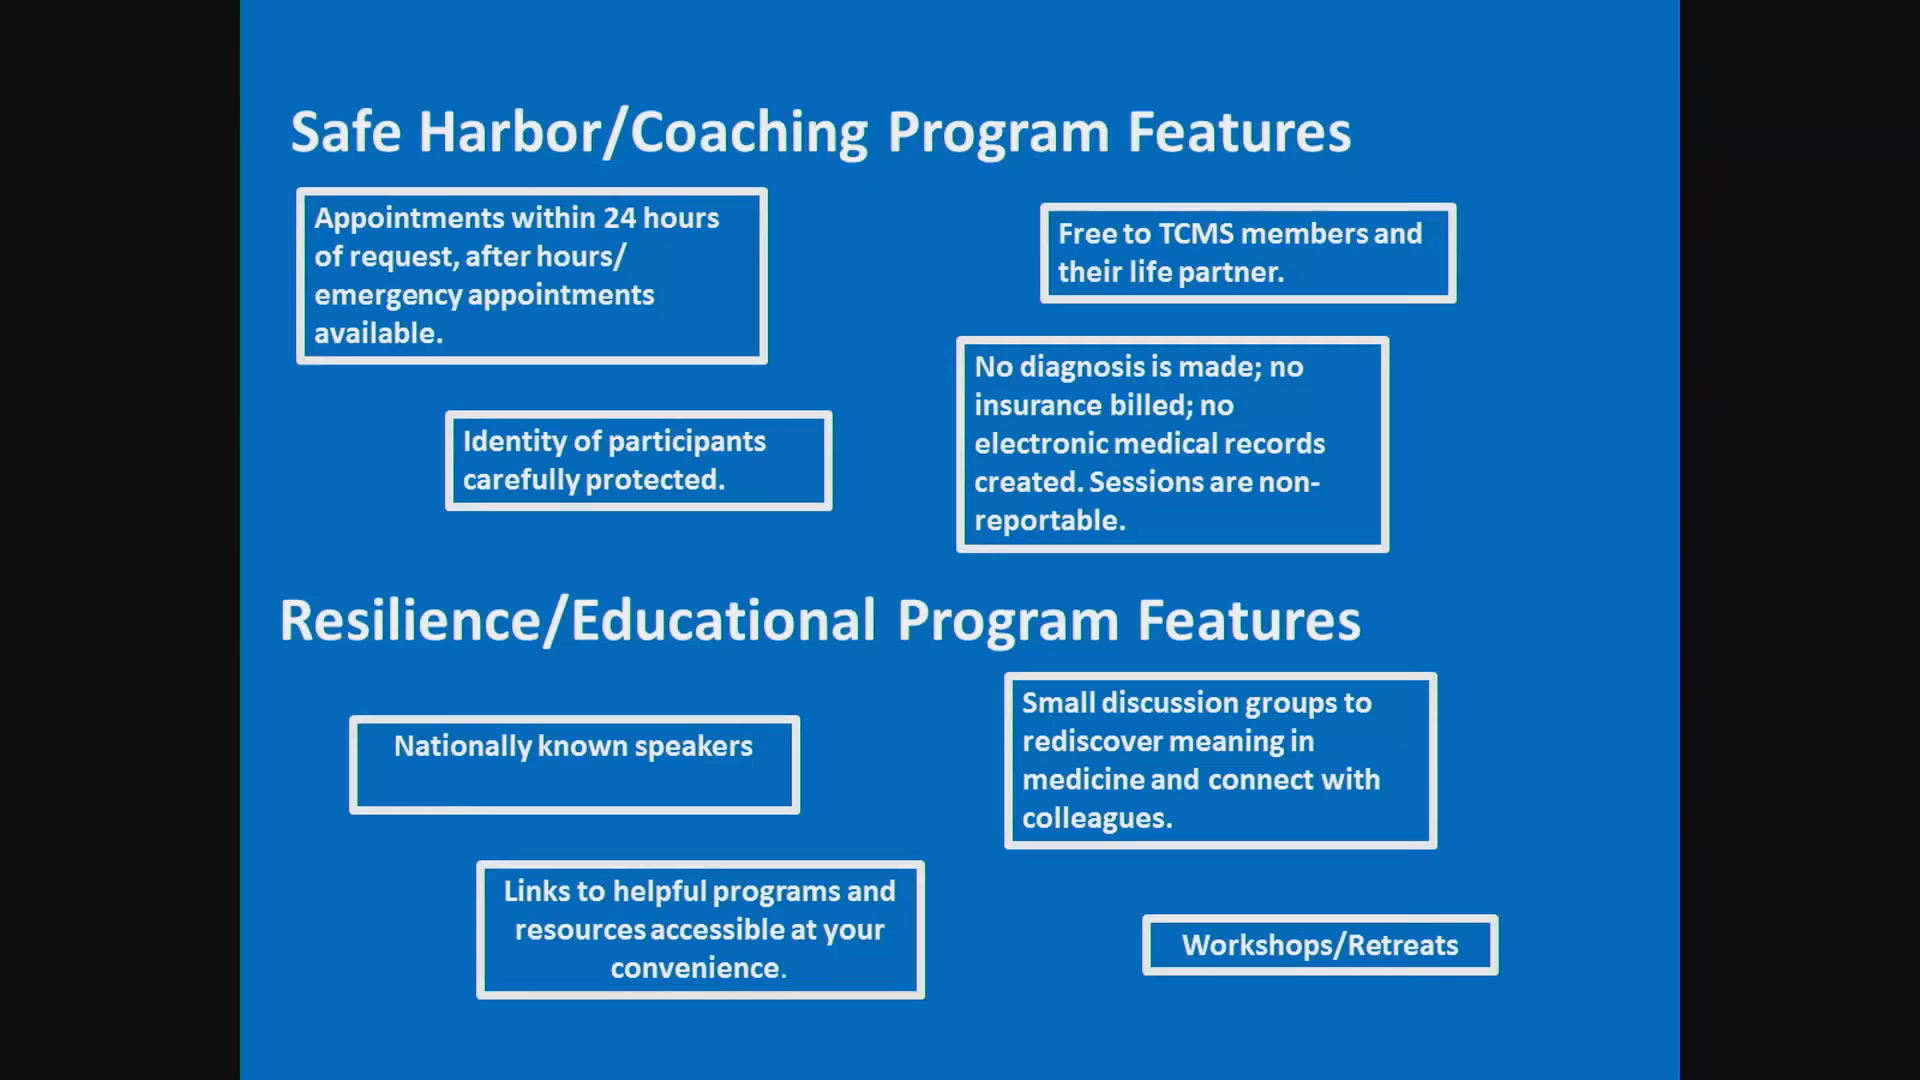 Safe Harbor/Coaching Program Features
Appointments within 24 hours
of request, after hours/
emergency appointments
available.
Free to TCMS members and
their life partner.
Identity of participants
carefully protected.
No diagnosis is made; no
insurance billed; no
electronic medical records
created. Sessions are non-
reportable.
Resilience/Educational Program Features
Nationally known speakers
Small discussion groups to
rediscover meaning in
medicine and connect with
colleagues.
Links to helpful programs and
resources accessible at your
convenience.
Workshops/Retreats